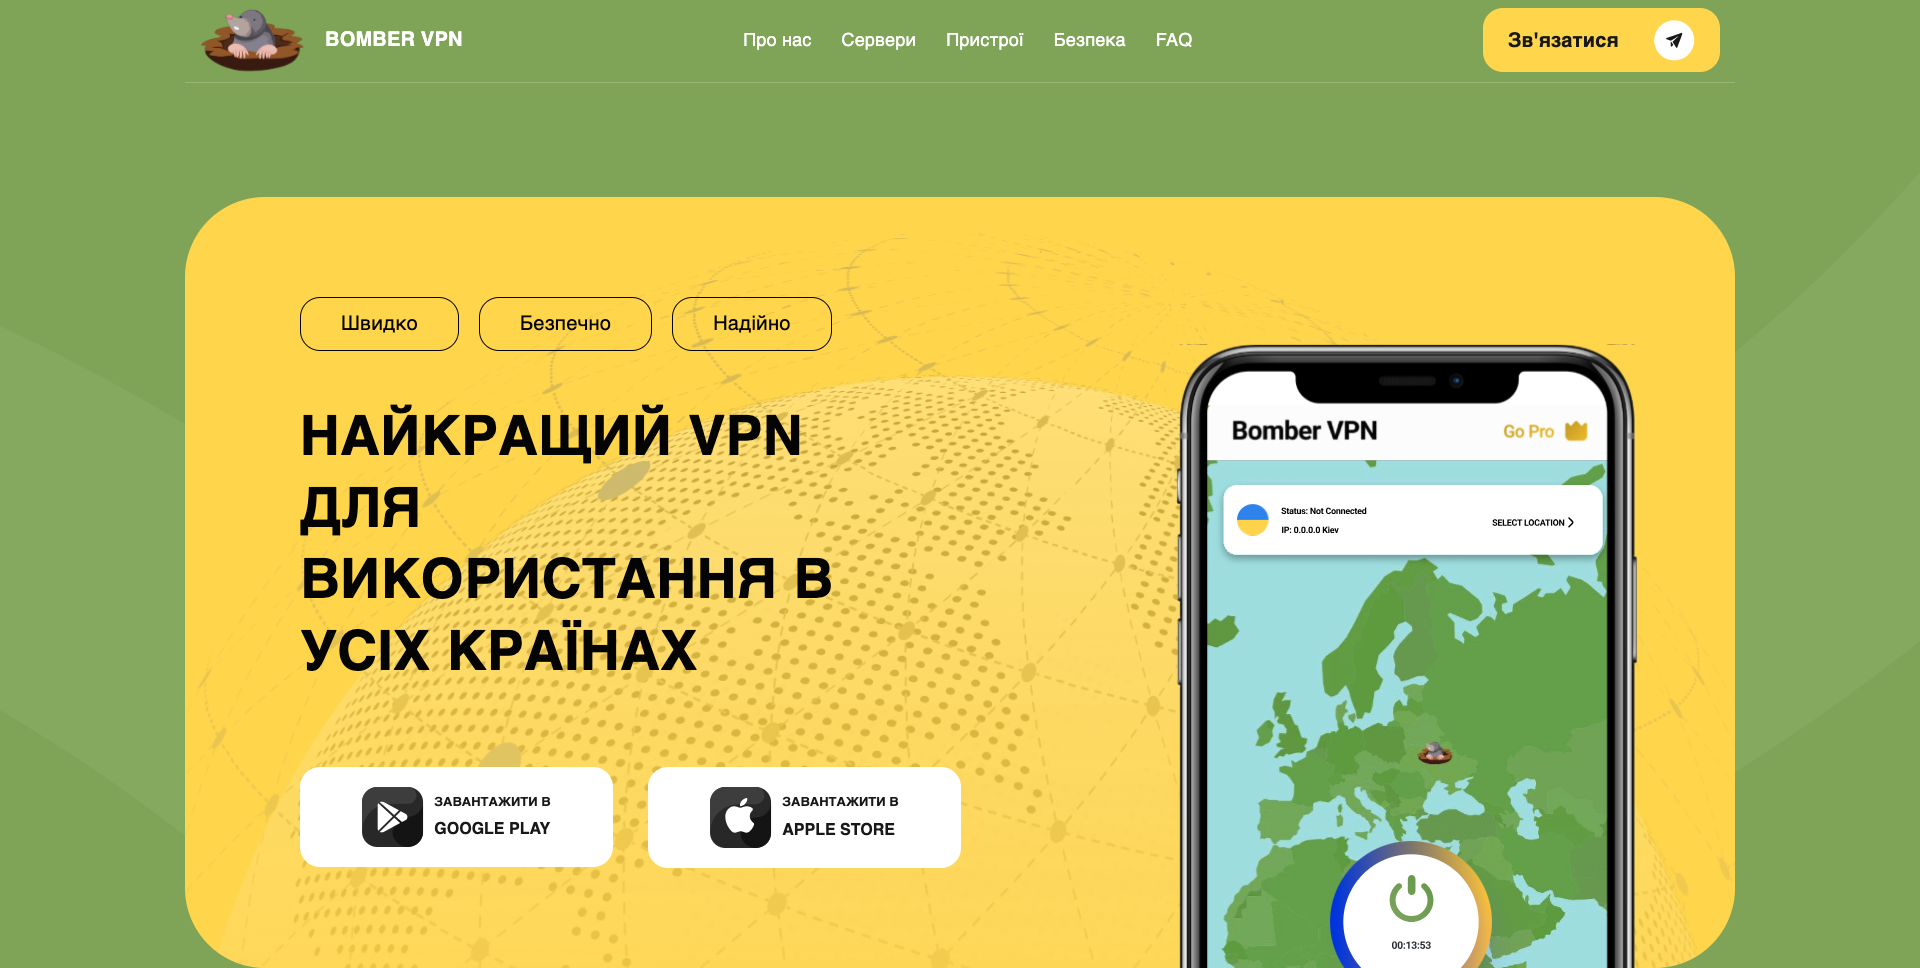 BOMBER VPN
Про нас
Сервери
Пристрої
Безпека
FAQ
Зв'язатися
Швидко
Безпечно
Надійно
НАЙКРАЩИЙ VPN
ДЛЯ
ВИКОРИСТАННЯ В
УСІХ КРАЇНАХ
ЗАВАНТАЖИТИ В
GOOGLE PLAY
ЗАВАНТАЖИТИ В
APPLE STORE
Bomber VPN
Go Pro
Status: Not Connected
IP: 0.0.0.0 Kiev
SELECT LOCATION
00:13:53